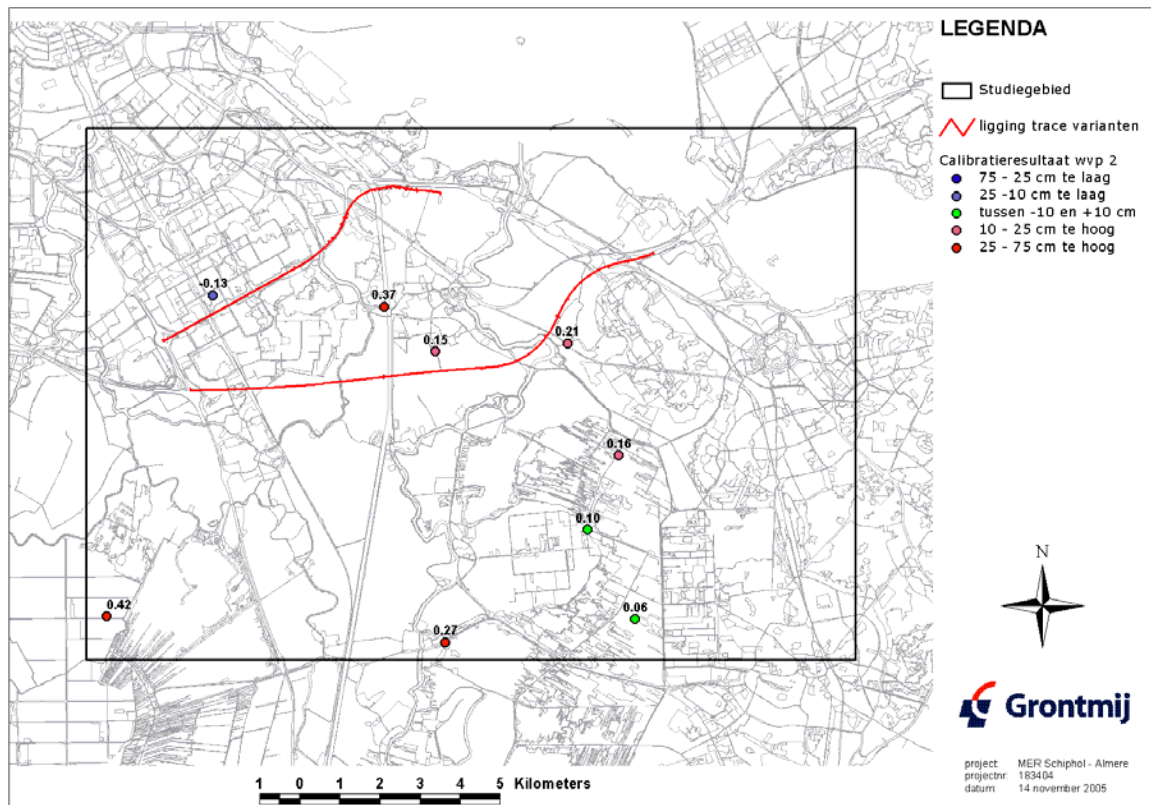 LEGENDA
Studiegebied
ligging trace varianten
Calibratieresultaat wvp 2
75 - 25 cm te laag
25 -10 cm te laag
tussen -10 en +10 cm
10 - 25 cm te hoog
25 - 75 cm te hoog
-0.13
0.37
0.15
0.21
0.16
0.10
0.42
0.06
0.27
N
Grontmij
project: MER Schiphol - Almere
projectnr: 183404
datum: 14 november 2005
1 0 1 2 3 4 5 Kilometers